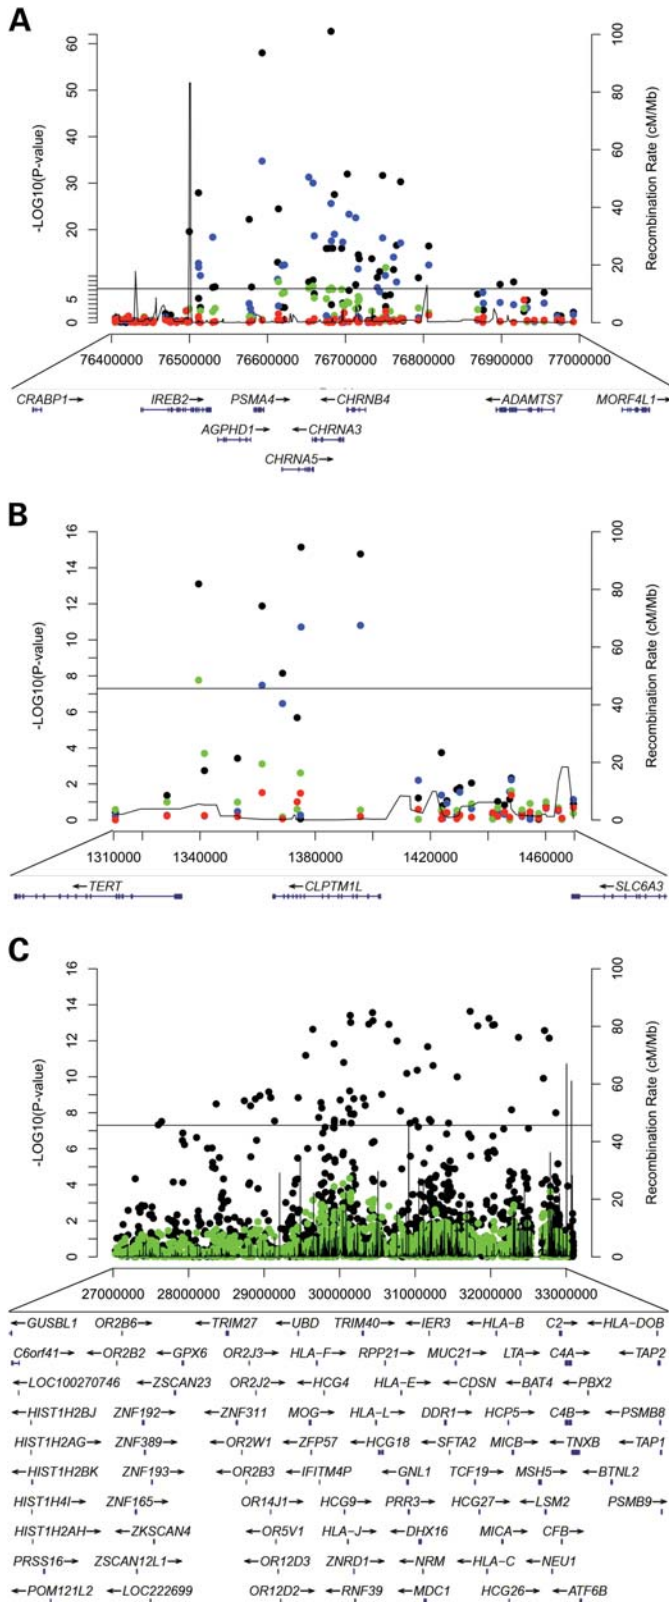 A
-LOG10(P-value)
60
50
40
30
20
5
0
100
80
60
40
20
0
Recombination Rate (cM/Mb)
76400000 76500000 76600000 76700000 76800000 76900000 77000000
CRABP1→ IREB2→ PSMA4→ ←CHRNB4 ←ADAMTS7 MORF4L1→
AGPHD1→ ←CHRNA3
CHRNA5→
B
-LOG10(P-value)
16
14
12
10
8
6
4
2
0
100
80
60
40
20
0
Recombination Rate (cM/Mb)
1310000 1340000 1380000 1420000 1460000
←TERT ←CLPTM1L ←SLC6A3
C
-LOG10(P-value)
16
14
12
10
8
6
4
2
0
100
80
60
40
20
0
Recombination Rate (cM/Mb)
27000000 28000000 29000000 30000000 31000000 32000000 33000000
←GUSBL1 OR2B6→ ←TRIM27 ←UBD TRIM40→ ←IER3 ←HLA-B C2→ ←HLA-DOB
C6orf41→ ←OR2B2 ←GPX6 OR2J3→ HLA-F→ RPP21→ MUC21→ LTA→ C4A→ ←TAP2
←LOC100270746 ←ZSCAN23 OR2J2→ ←HCG4 HLA-E→ ←CDSN ←BAT4 ←PBX2
←HIST1H2BJ ZNF192→ ←ZNF311 MOG→ HLA-L→ DDR1→ HCP5→ C4B→ ←PSMB8
HIST1H2AG→ ZNF389→ ←OR2W1 ←ZFP57 ←HCG18 ←SFTA2 MICB→ ←TNXB ←TAP1
←HIST1H2BK ZNF193→ ←OR2B3 ←IFITM4P ←GNL1 TCF19→ MSH5→ ←BTNL2
HIST1H4I→ ZNF165→ OR14J1→ HCG9→ PRR3→ HCG27→ ←LSM2 PSMB9→
HIST1H2AH→ ←ZKSCAN4 ←OR5V1 HLA-J→ ←DHX16 MICA→ CFB→
PRSS16→ ZSCAN12L1→ ←OR12D3 ZNRD1→ ←NRM ←HLA-C ←NEU1
←POM121L2 ←LOC222699 OR12D2→ ←RNF39 ←MDC1 HCG26→ ←ATF6B